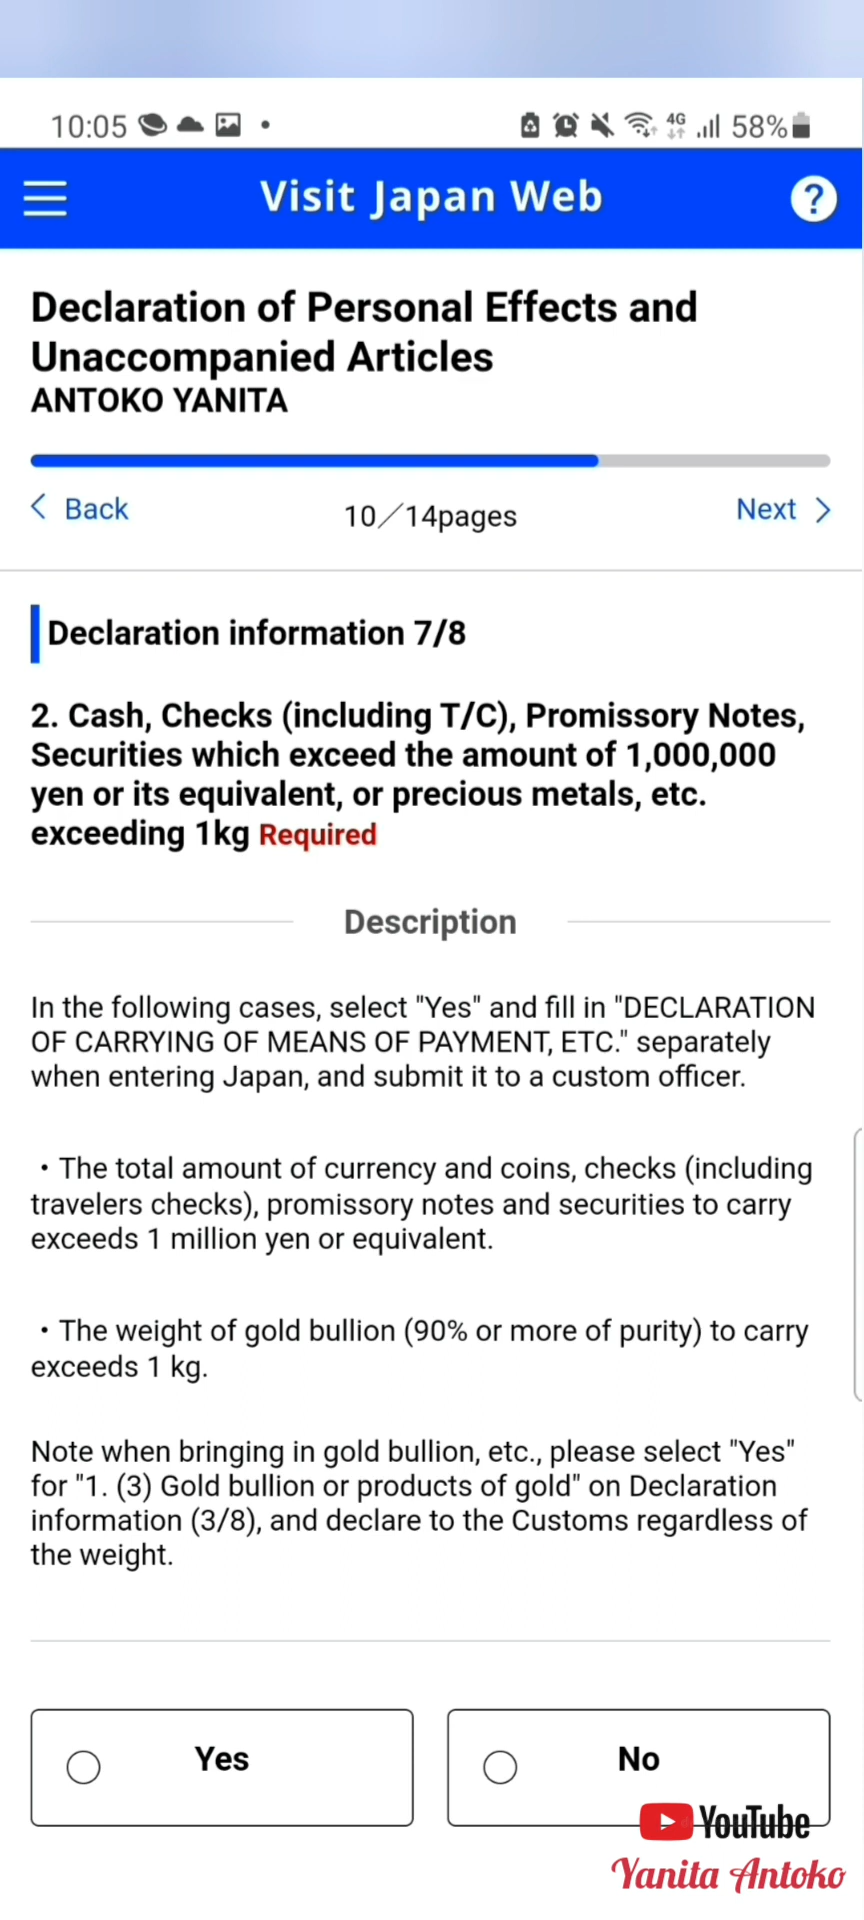 10:05
4G
58%
Visit Japan Web
?
Declaration of Personal Effects and
Unaccompanied Articles
ANTOKO YANITA
Back
10／14pages
Next
Declaration information 7/8
2. Cash, Checks (including T/C), Promissory Notes,
Securities which exceed the amount of 1,000,000
yen or its equivalent, or precious metals, etc.
exceeding 1kg Required
Description
In the following cases, select "Yes" and fill in "DECLARATION
OF CARRYING OF MEANS OF PAYMENT, ETC." separately
when entering Japan, and submit it to a custom officer.
・The total amount of currency and coins, checks (including
travelers checks), promissory notes and securities to carry
exceeds 1 million yen or equivalent.
・The weight of gold bullion (90% or more of purity) to carry
exceeds 1 kg.
Note when bringing in gold bullion, etc., please select "Yes"
for "1. (3) Gold bullion or products of gold" on Declaration
information (3/8), and declare to the Customs regardless of
the weight.
Yes
No
YouTube
Yanita Antoko